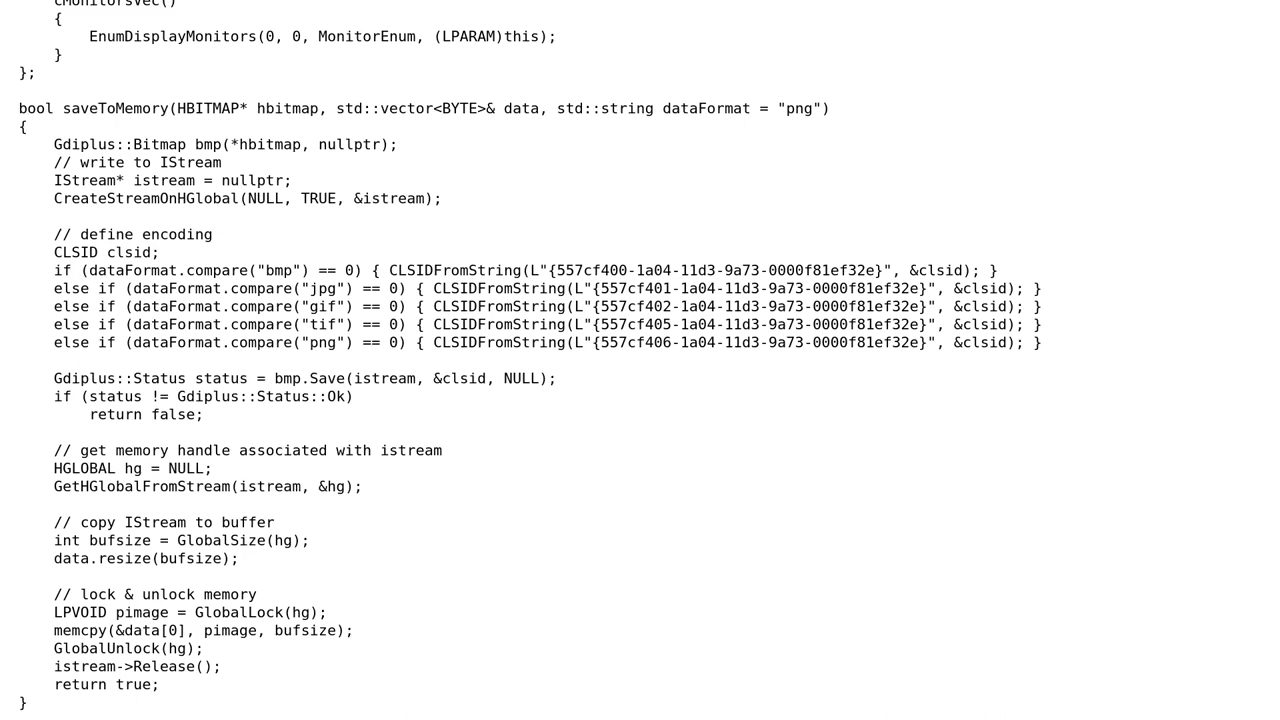 cMonitorsVec()
    {
        EnumDisplayMonitors(0, 0, MonitorEnum, (LPARAM)this);
    }
};

bool saveToMemory(HBITMAP* hbitmap, std::vector<BYTE>& data, std::string dataFormat = "png")
{
    Gdiplus::Bitmap bmp(*hbitmap, nullptr);
    // write to IStream
    IStream* istream = nullptr;
    CreateStreamOnHGlobal(NULL, TRUE, &istream);

    // define encoding
    CLSID clsid;
    if (dataFormat.compare("bmp") == 0) { CLSIDFromString(L"{557cf400-1a04-11d3-9a73-0000f81ef32e}", &clsid); }
    else if (dataFormat.compare("jpg") == 0) { CLSIDFromString(L"{557cf401-1a04-11d3-9a73-0000f81ef32e}", &clsid); }
    else if (dataFormat.compare("gif") == 0) { CLSIDFromString(L"{557cf402-1a04-11d3-9a73-0000f81ef32e}", &clsid); }
    else if (dataFormat.compare("tif") == 0) { CLSIDFromString(L"{557cf405-1a04-11d3-9a73-0000f81ef32e}", &clsid); }
    else if (dataFormat.compare("png") == 0) { CLSIDFromString(L"{557cf406-1a04-11d3-9a73-0000f81ef32e}", &clsid); }

    Gdiplus::Status status = bmp.Save(istream, &clsid, NULL);
    if (status != Gdiplus::Status::Ok)
        return false;

    // get memory handle associated with istream
    HGLOBAL hg = NULL;
    GetHGlobalFromStream(istream, &hg);

    // copy IStream to buffer
    int bufsize = GlobalSize(hg);
    data.resize(bufsize);

    // lock & unlock memory
    LPVOID pimage = GlobalLock(hg);
    memcpy(&data[0], pimage, bufsize);
    GlobalUnlock(hg);
    istream->Release();
    return true;
}